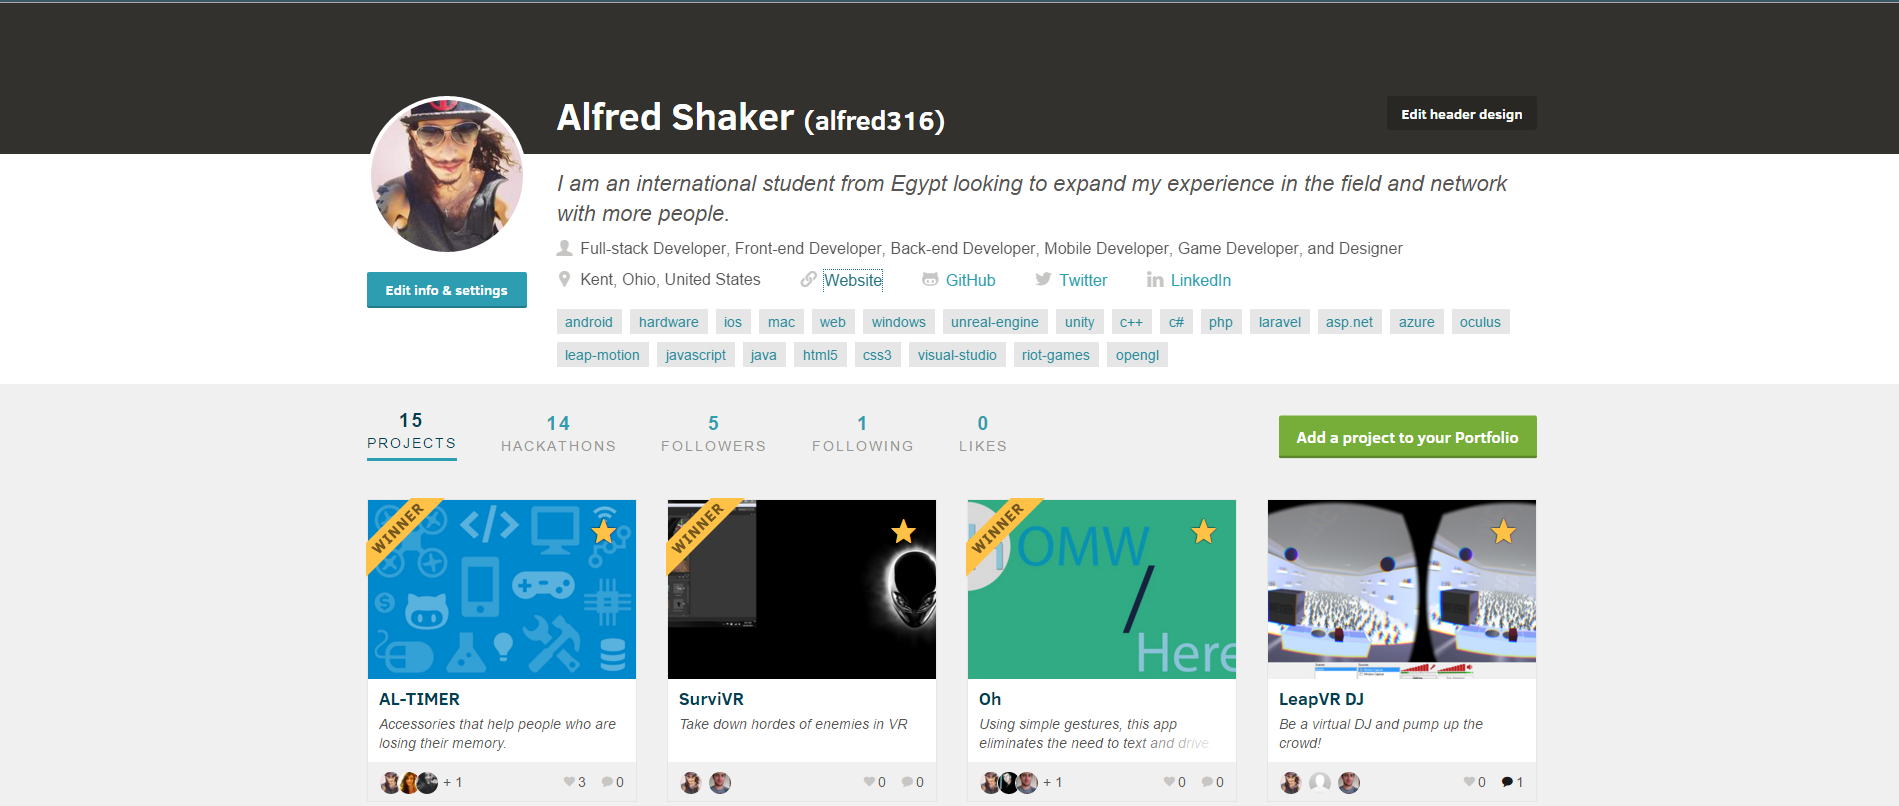 Alfred Shaker (alfred316)
Edit header design
I am an international student from Egypt looking to expand my experience in the field and network
with more people.
Full-stack Developer, Front-end Developer, Back-end Developer, Mobile Developer, Game Developer, and Designer
Edit info & settings
Kent, Ohio, United States Website GitHub Twitter LinkedIn
android hardware ios mac web windows unreal-engine unity c++ c# php laravel asp.net azure oculus
leap-motion javascript java html5 css3 visual-studio riot-games opengl
15 14 5 1 0
PROJECTS HACKATHONS FOLLOWERS FOLLOWING LIKES
Add a project to your Portfolio
WINNER
WINNER
WINNER
OMW
/
Here
AL-TIMER
Accessories that help people who are
losing their memory.
+ 1 3 0
SurviVR
Take down hordes of enemies in VR
0 0
Oh
Using simple gestures, this app
eliminates the need to text and drive
+ 1 0 0
LeapVR DJ
Be a virtual DJ and pump up the
crowd!
0 1